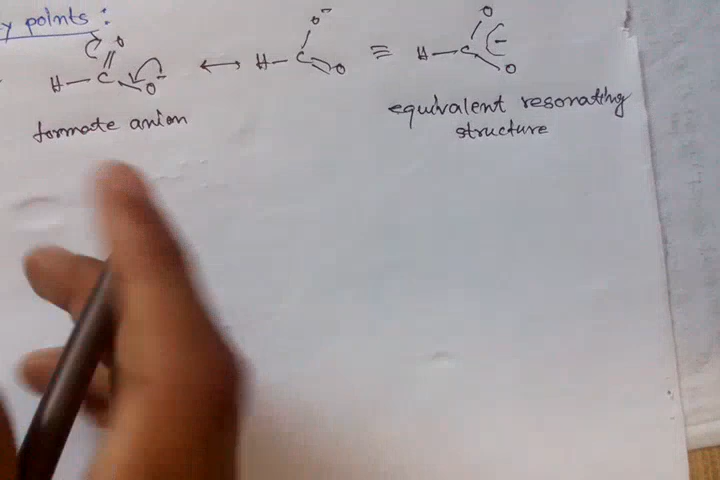 y points :
O O⁻ O
H–C ↔ H–C ≡ H–C –
O⁻ O O
formate anion
equivalent resonating
structure